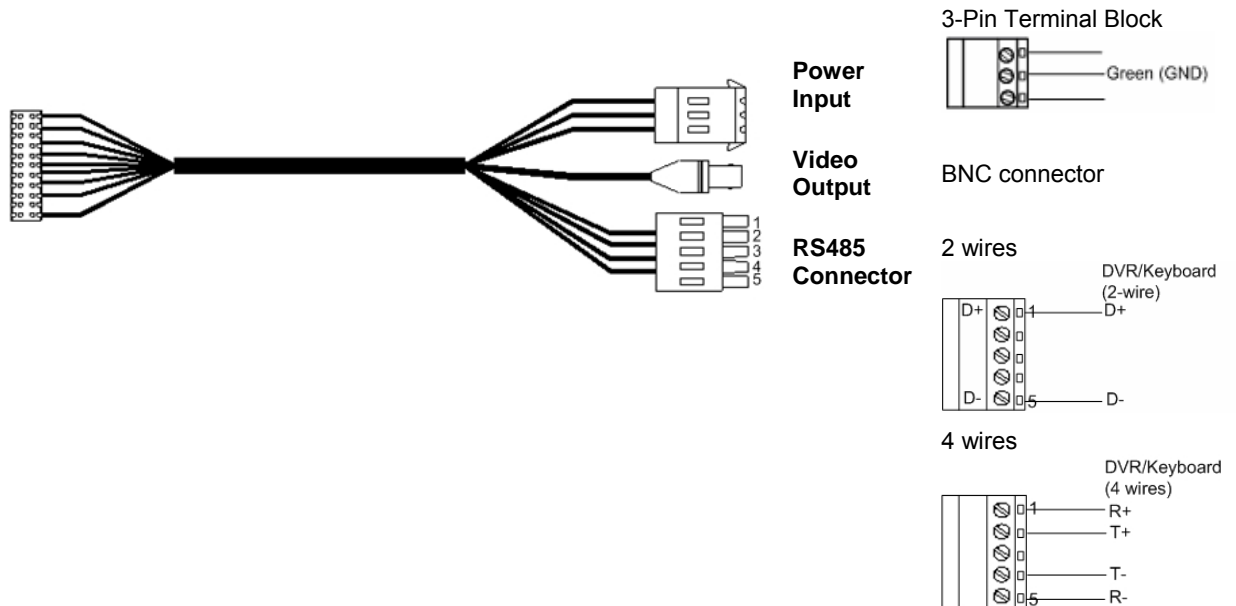 3-Pin Terminal Block
Power
Input
Green (GND)
Video
Output
BNC connector
1
2
3
4
5
RS485
Connector
2 wires
DVR/Keyboard
(2-wire)
D+
1
D+
D-
5
D-
4 wires
DVR/Keyboard
(4 wires)
1
R+
T+
T-
5
R-